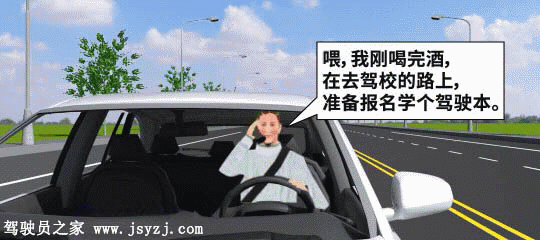 喂,我刚喝完酒,
在去驾校的路上,
准备报名学个驾驶本。
驾驶员之家 www.jsyzj.com